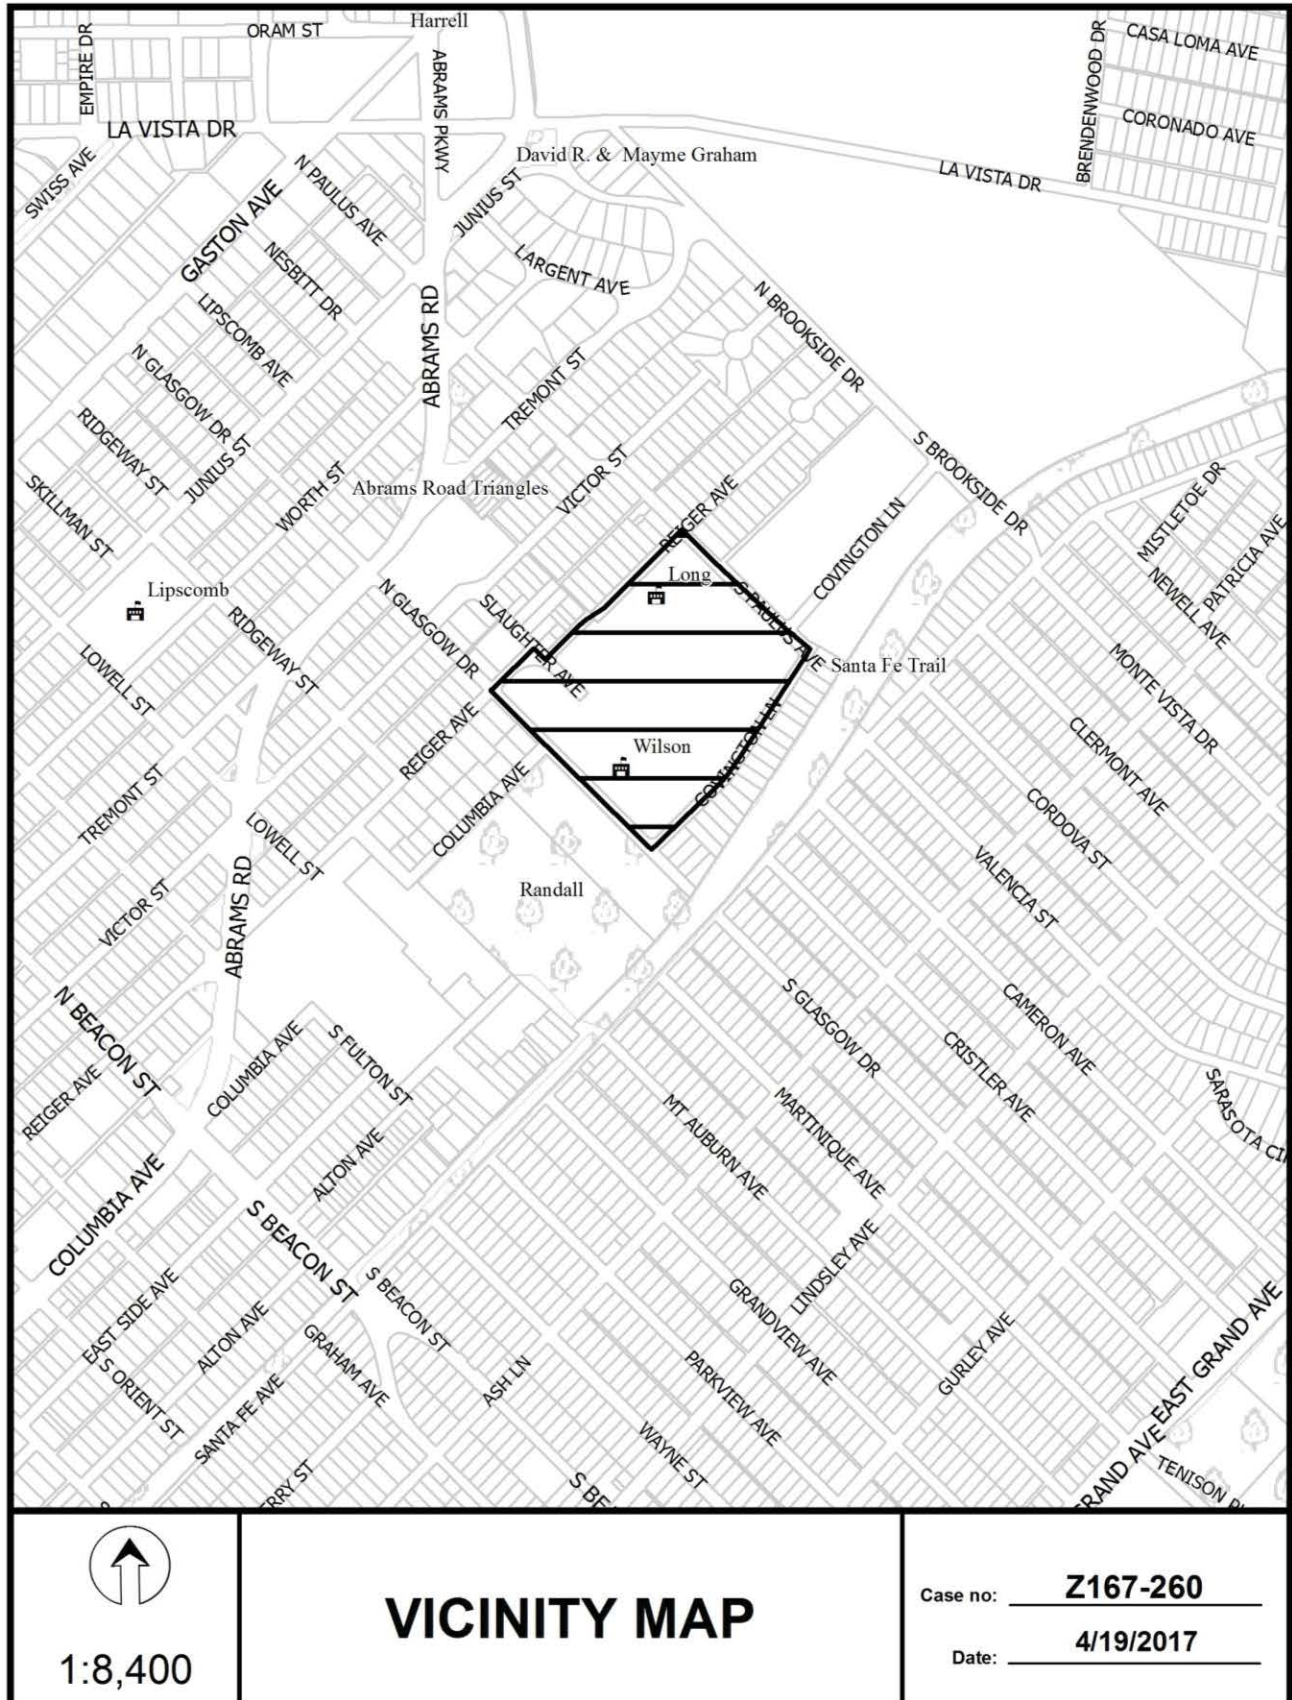 Harrell
ORAM ST
EMPIRE DR
ABRAMS PKWY
BRENDENWOOD DR
CASA LOMA AVE
CORONADO AVE
LA VISTA DR
David R. & Mayme Graham
LA VISTA DR
SWISS AVE
N PAULUS AVE
JUNIUS ST
GASTON AVE
NESBITT DR
LARGENT AVE
LIPSCOMB AVE
ABRAMS RD
N BROOKSIDE DR
N GLASGOW DR
TREMONT ST
RIDGEWAY ST
JUNIUS ST
S BROOKSIDE DR
SKILLMAN ST
WORTH ST
Abrams Road Triangles
VICTOR ST
REIGER AVE
COVINGTON LN
MISTLETOE DR
PATRICIA AVE
NEWELL AVE
Lipscomb
Long
N GLASGOW DR
SLAUGHTER AVE
S PAULUS AVE
RIDGEWAY ST
Santa Fe Trail
LOWELL ST
MONTE VISTA DR
REIGER AVE
Wilson
COVINGTON LN
CLERMONT AVE
TREMONT ST
COLUMBIA AVE
CORDOVA ST
LOWELL ST
ABRAMS RD
Randall
VALENCIA ST
VICTOR ST
N BEACON ST
S GLASGOW DR
CAMERON AVE
COLUMBIA AVE
S FULTON ST
CRISTLER AVE
REIGER AVE
SARASOTA CI
MT AUBURN AVE
MARTINIQUE AVE
ALTON AVE
COLUMBIA AVE
S BEACON ST
LINDSLEY AVE
EAST SIDE AVE
S BEACON ST
GRANDVIEW AVE
ALTON AVE
GRAHAM AVE
GURLEY AVE
EAST GRAND AVE
S ORIENT ST
ASH LN
PARKVIEW AVE
SANTA FE AVE
WAYNE ST
RRY ST
S BE
RAND AVE
TENISON
1:8,400
VICINITY MAP
Case no: Z167-260
Date: 4/19/2017